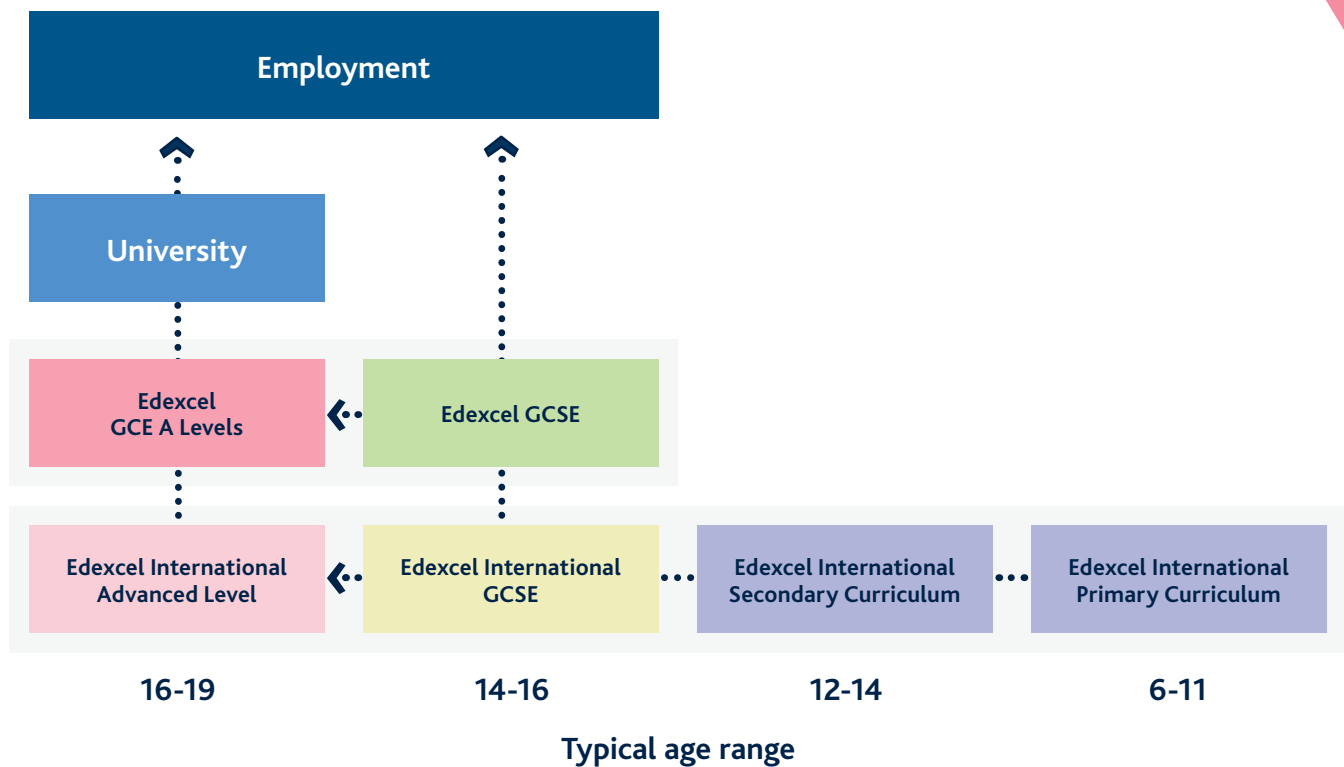 Employment
University
Edexcel
GCE A Levels
Edexcel GCSE
Edexcel International
Advanced Level
Edexcel International
GCSE
Edexcel International
Secondary Curriculum
Edexcel International
Primary Curriculum
16-19
14-16
12-14
6-11
Typical age range